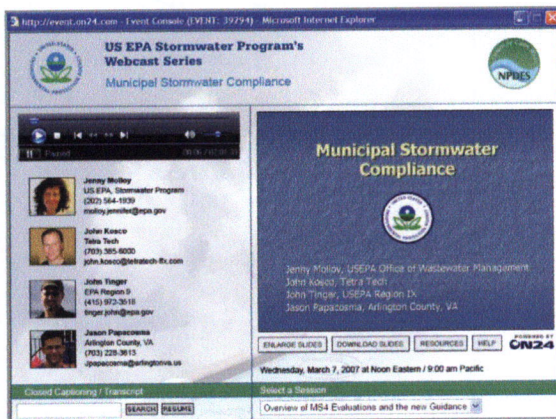 http://event.on24.com - Event Console (EVENT: 39794) - Microsoft Internet Explorer
US EPA Stormwater Program's
Webcast Series
Municipal Stormwater Compliance
NPDES
Paused
Jenny Molloy
US EPA, Stormwater Program
(202) 564-1939
molloy.jennifer@epa.gov
John Kosco
Tetra Tech
(703) 385-6000
john.kosco@tetratech-ffx.com
John Tinger
EPA Region 9
(415) 972-3518
tinger.john@epa.gov
Jason Papacosma
Arlington County, VA
(703) 228-3613
jpapacosma@arlingtonva.us
Closed Captioning / Transcript
SEARCH RESUME
Municipal Stormwater
Compliance
Jenny Molloy, USEPA Office of Wastewater Management
John Kosco, Tetra Tech
John Tinger, USEPA Region IX
Jason Papacosma, Arlington County, VA
ENLARGE SLIDES DOWNLOAD SLIDES RESOURCES HELP
POWERED BY
ON24
Wednesday, March 7, 2007 at Noon Eastern / 9:00 am Pacific
Select a Session
Overview of MS4 Evaluations and the new Guidance